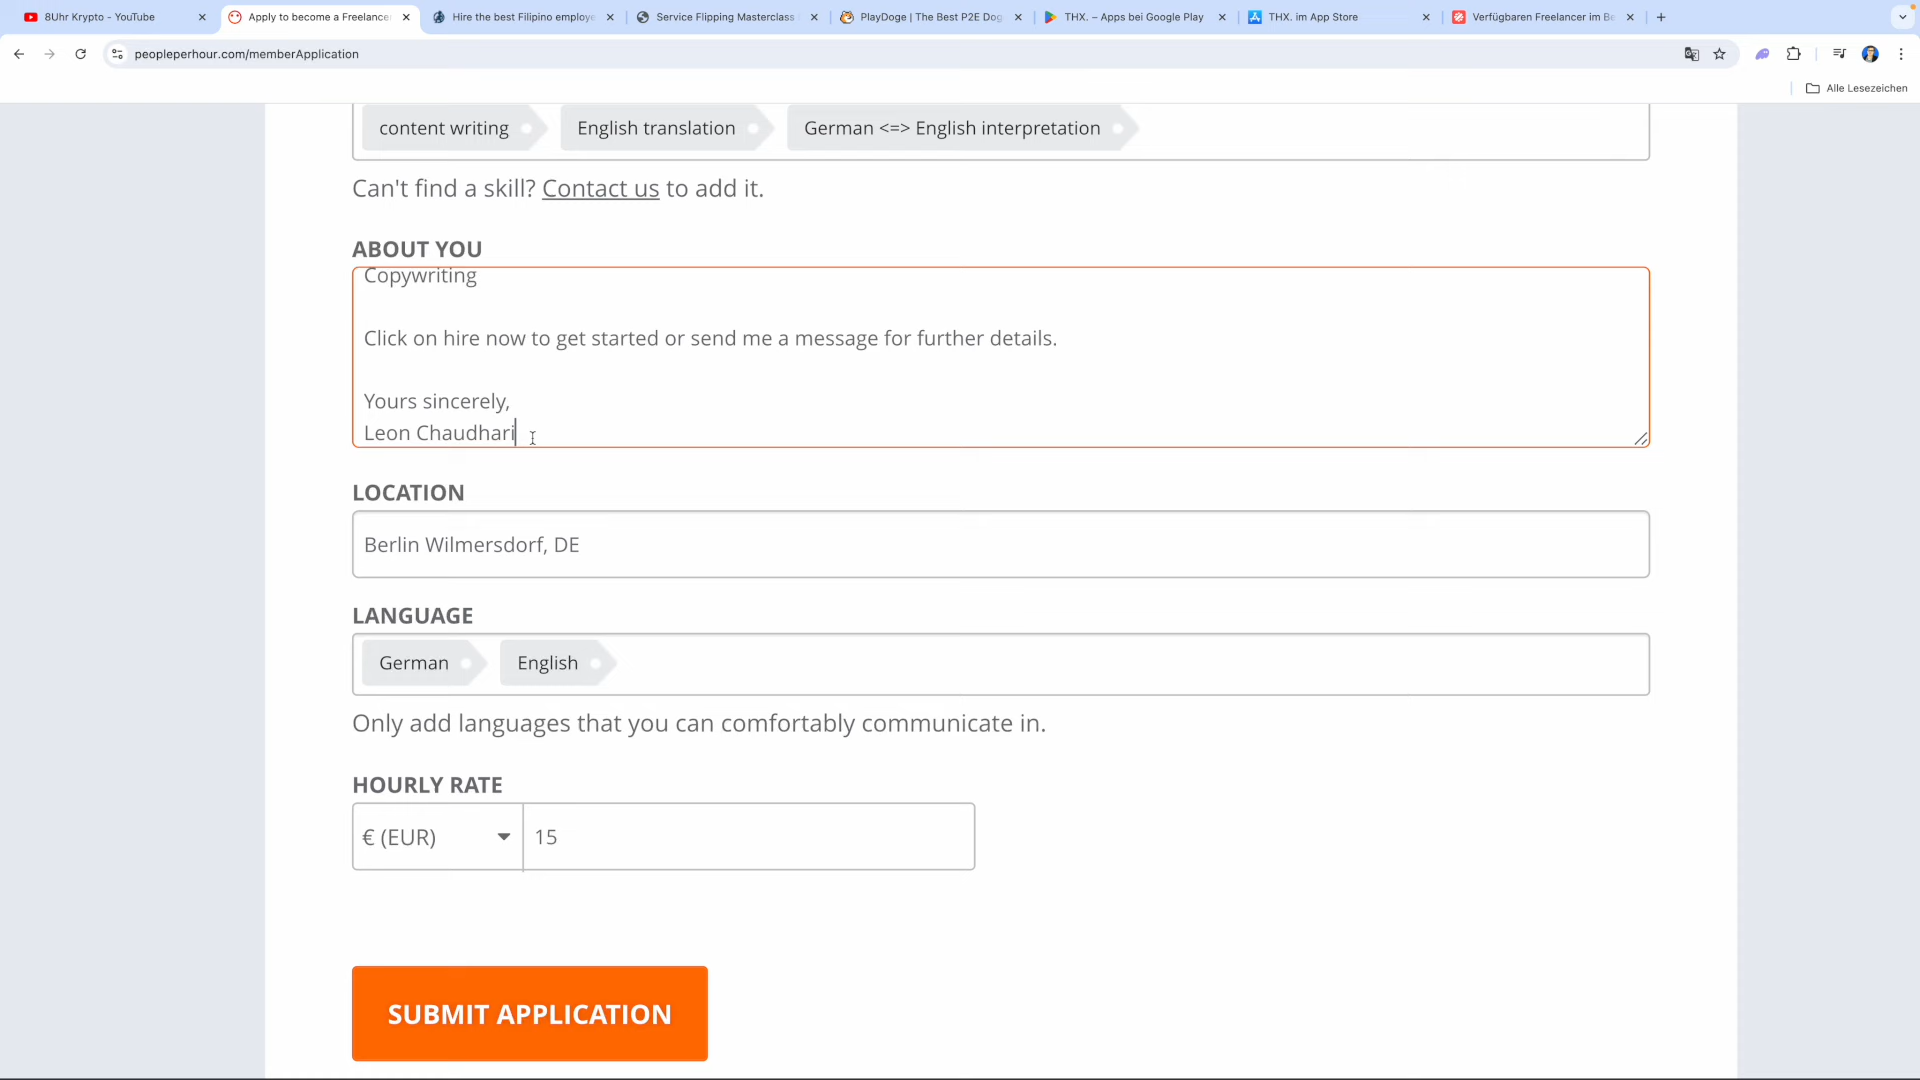 8Uhr Krypto - YouTube
Apply to become a Freelance
Hire the best Filipino employe
Service Flipping Masterclass
PlayDoge | The Best P2E Dog
THX. – Apps bei Google Play
THX. im App Store
Verfügbaren Freelancer im Be
peopleperhour.com/memberApplication
Alle Lesezeichen
content writing
English translation
German <=> English interpretation
Can't find a skill? Contact us to add it.
ABOUT YOU
Copywriting
Click on hire now to get started or send me a message for further details.
Yours sincerely,
Leon Chaudhari
LOCATION
Berlin Wilmersdorf, DE
LANGUAGE
German
English
Only add languages that you can comfortably communicate in.
HOURLY RATE
€ (EUR)
15
SUBMIT APPLICATION